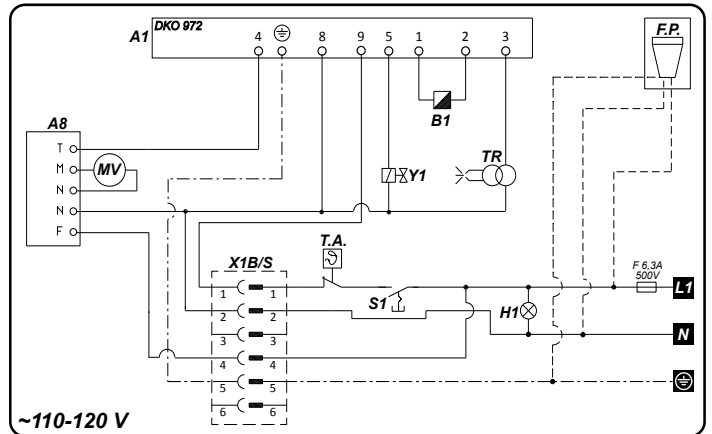 DKO 972
A1
4 8 9 5 1 2 3
F.P.
B1
A8
T
M
N
N
F
MV
Y1
TR
T.A.
X1B/S
F 6,3A
500V
1 1
2 2
3 3
4 4
5 5
6 6
S1
H1
L1
N
~110-120 V